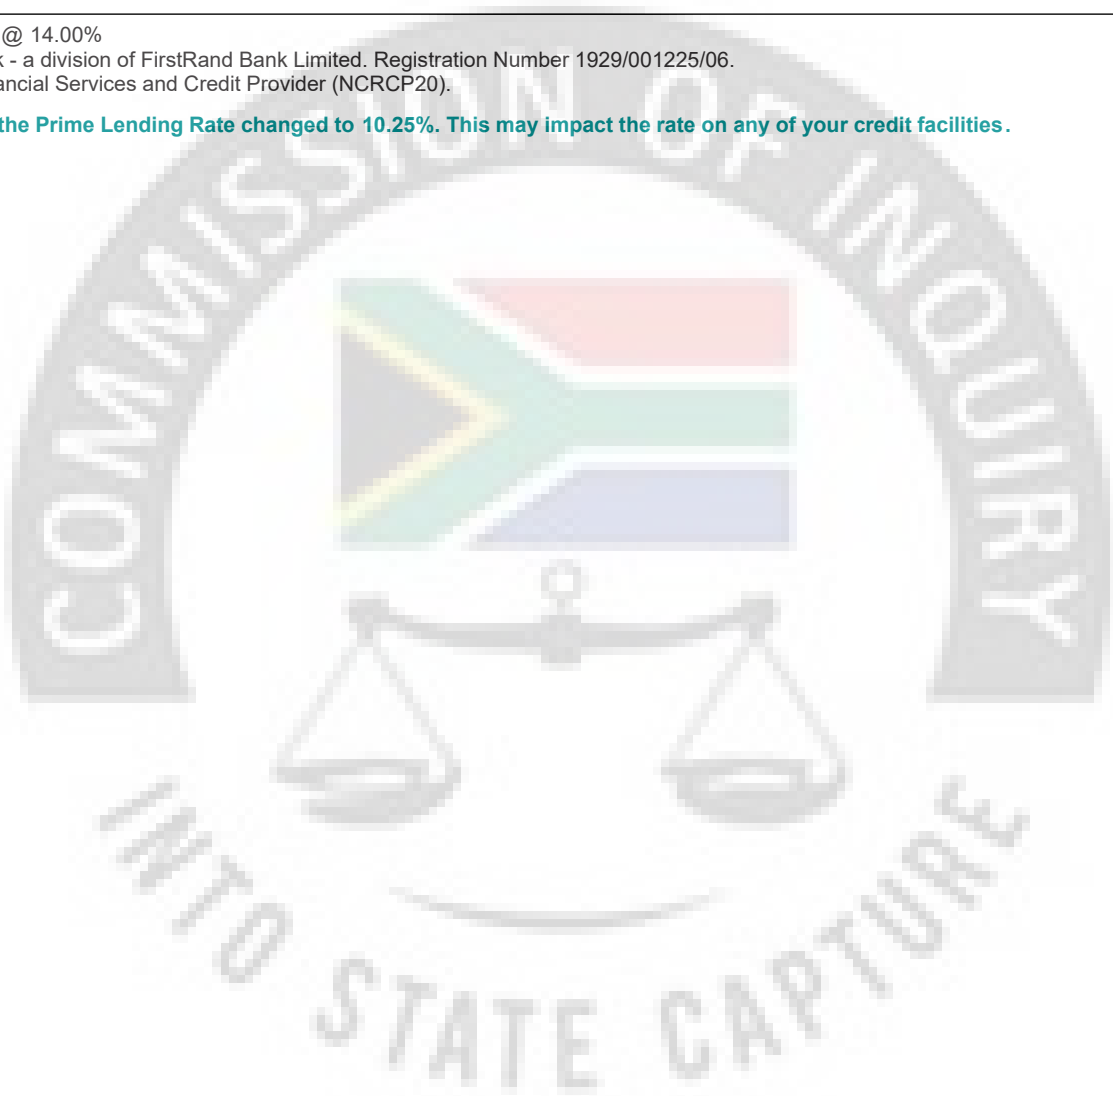 @ 14.00%
k - a division of FirstRand Bank Limited. Registration Number 1929/001225/06.
ancial Services and Credit Provider (NCRCP20).
the Prime Lending Rate changed to 10.25%. This may impact the rate on any of your credit facilities.
COMMISSION OF INQUIRY
INTO STATE CAPTURE